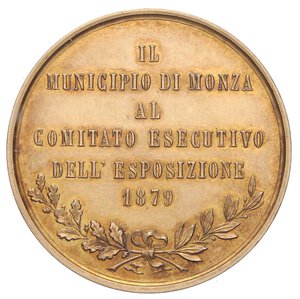 IL
MUNICIPIO DI MONZA
AL
COMITATO ESECUTIVO
DELL' ESPOSIZIONE
1879